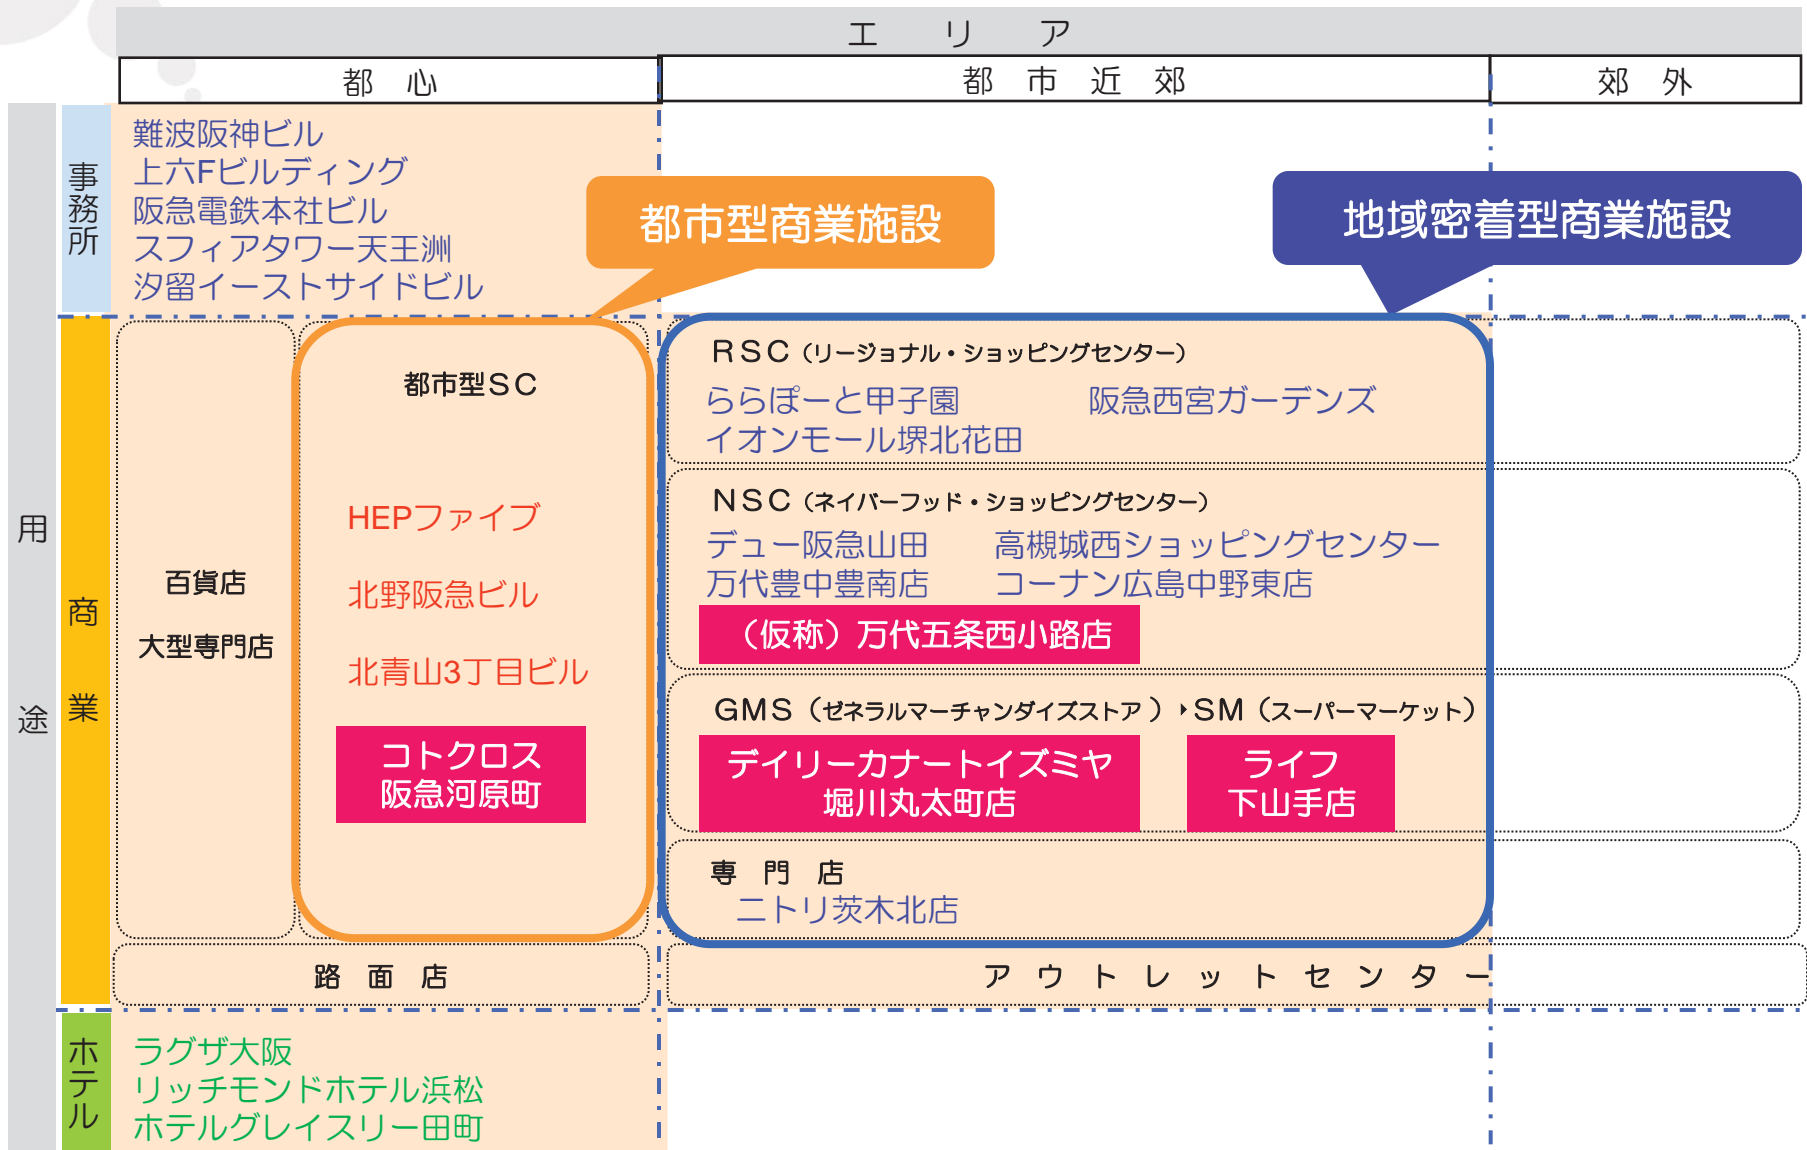 エリア
都心
都市近郊
郊外
用途
事務所
難波阪神ビル
上六Fビルディング
阪急電鉄本社ビル
スフィアタワー天王洲
汐留イーストサイドビル
都市型商業施設
地域密着型商業施設
商業
百貨店
大型専門店
都市型SC
HEPファイブ
北野阪急ビル
北青山3丁目ビル
コトクロス
阪急河原町
RSC（リージョナル・ショッピングセンター）
ららぽーと甲子園 阪急西宮ガーデンズ
イオンモール堺北花田
NSC（ネイバーフッド・ショッピングセンター）
デュー阪急山田 高槻城西ショッピングセンター
万代豊中豊南店 コーナン広島中野東店
（仮称）万代五条西小路店
GMS（ゼネラルマーチャンダイズストア）・SM（スーパーマーケット）
デイリーカナートイズミヤ
堀川丸太町店
ライフ
下山手店
専門店
ニトリ茨木北店
路面店
アウトレットセンター
ホテル
ラグザ大阪
リッチモンドホテル浜松
ホテルグレイスリー田町